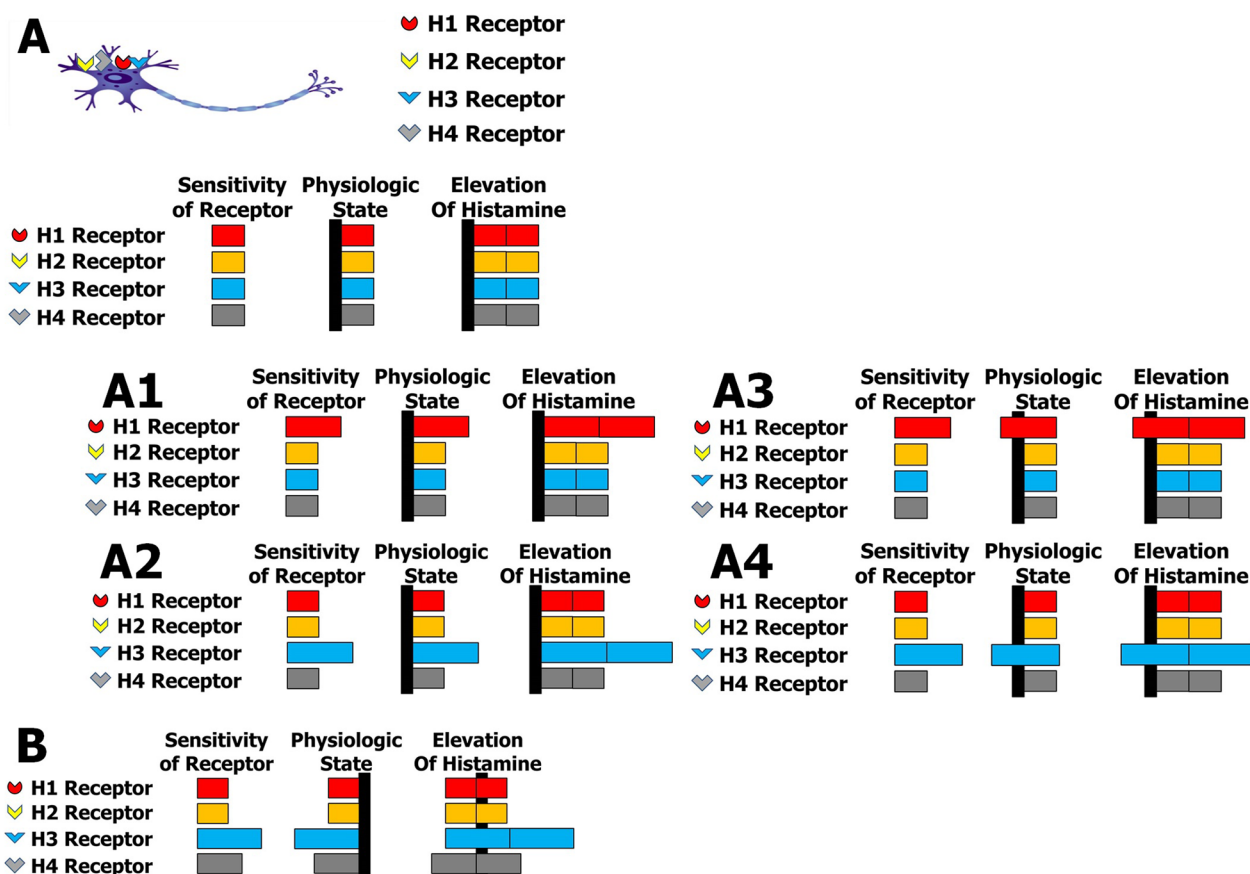 A
H1 Receptor
H2 Receptor
H3 Receptor
H4 Receptor
Sensitivity of Receptor
Physiologic State
Elevation Of Histamine
H1 Receptor
H2 Receptor
H3 Receptor
H4 Receptor
A1
Sensitivity of Receptor
Physiologic State
Elevation Of Histamine
H1 Receptor
H2 Receptor
H3 Receptor
H4 Receptor
A3
Sensitivity of Receptor
Physiologic State
Elevation Of Histamine
H1 Receptor
H2 Receptor
H3 Receptor
H4 Receptor
A2
Sensitivity of Receptor
Physiologic State
Elevation Of Histamine
H1 Receptor
H2 Receptor
H3 Receptor
H4 Receptor
A4
Sensitivity of Receptor
Physiologic State
Elevation Of Histamine
H1 Receptor
H2 Receptor
H3 Receptor
H4 Receptor
B
Sensitivity of Receptor
Physiologic State
Elevation Of Histamine
H1 Receptor
H2 Receptor
H3 Receptor
H4 Receptor